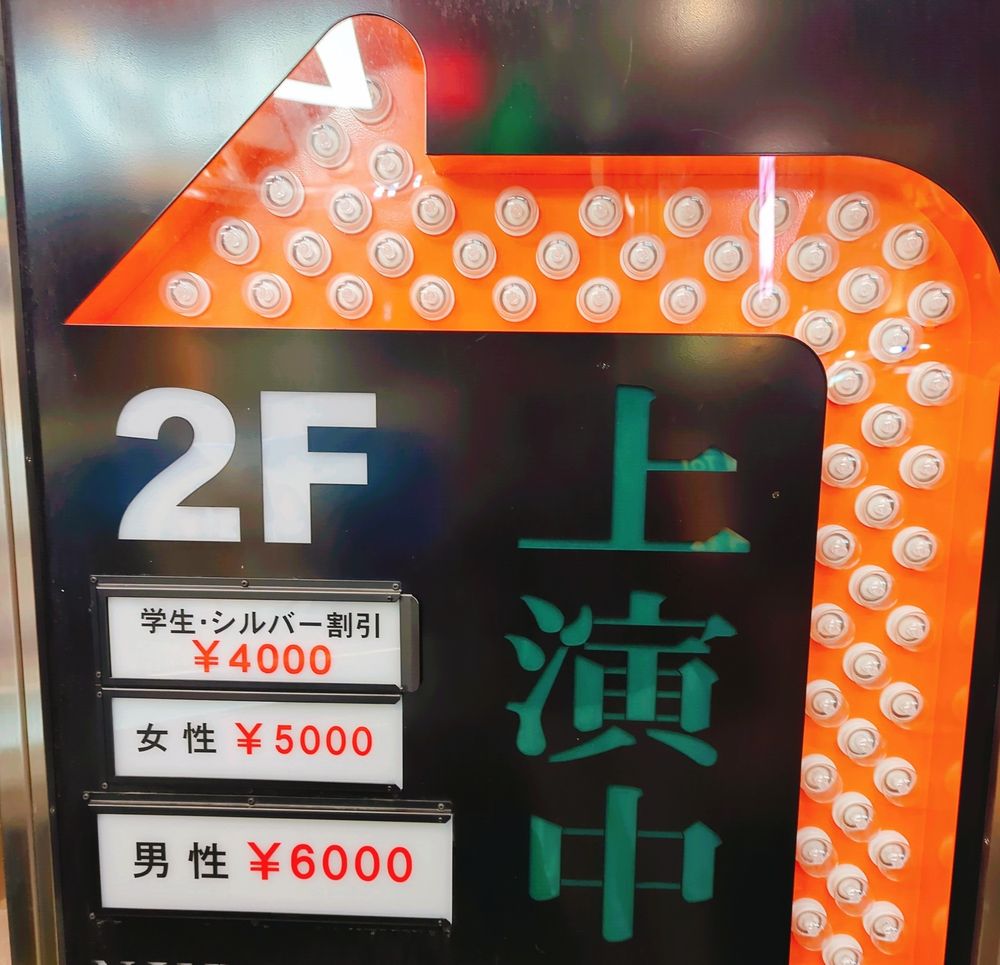 2F
上演中
学生・シルバー割引
￥4000
女性 ￥5000
男性 ￥6000